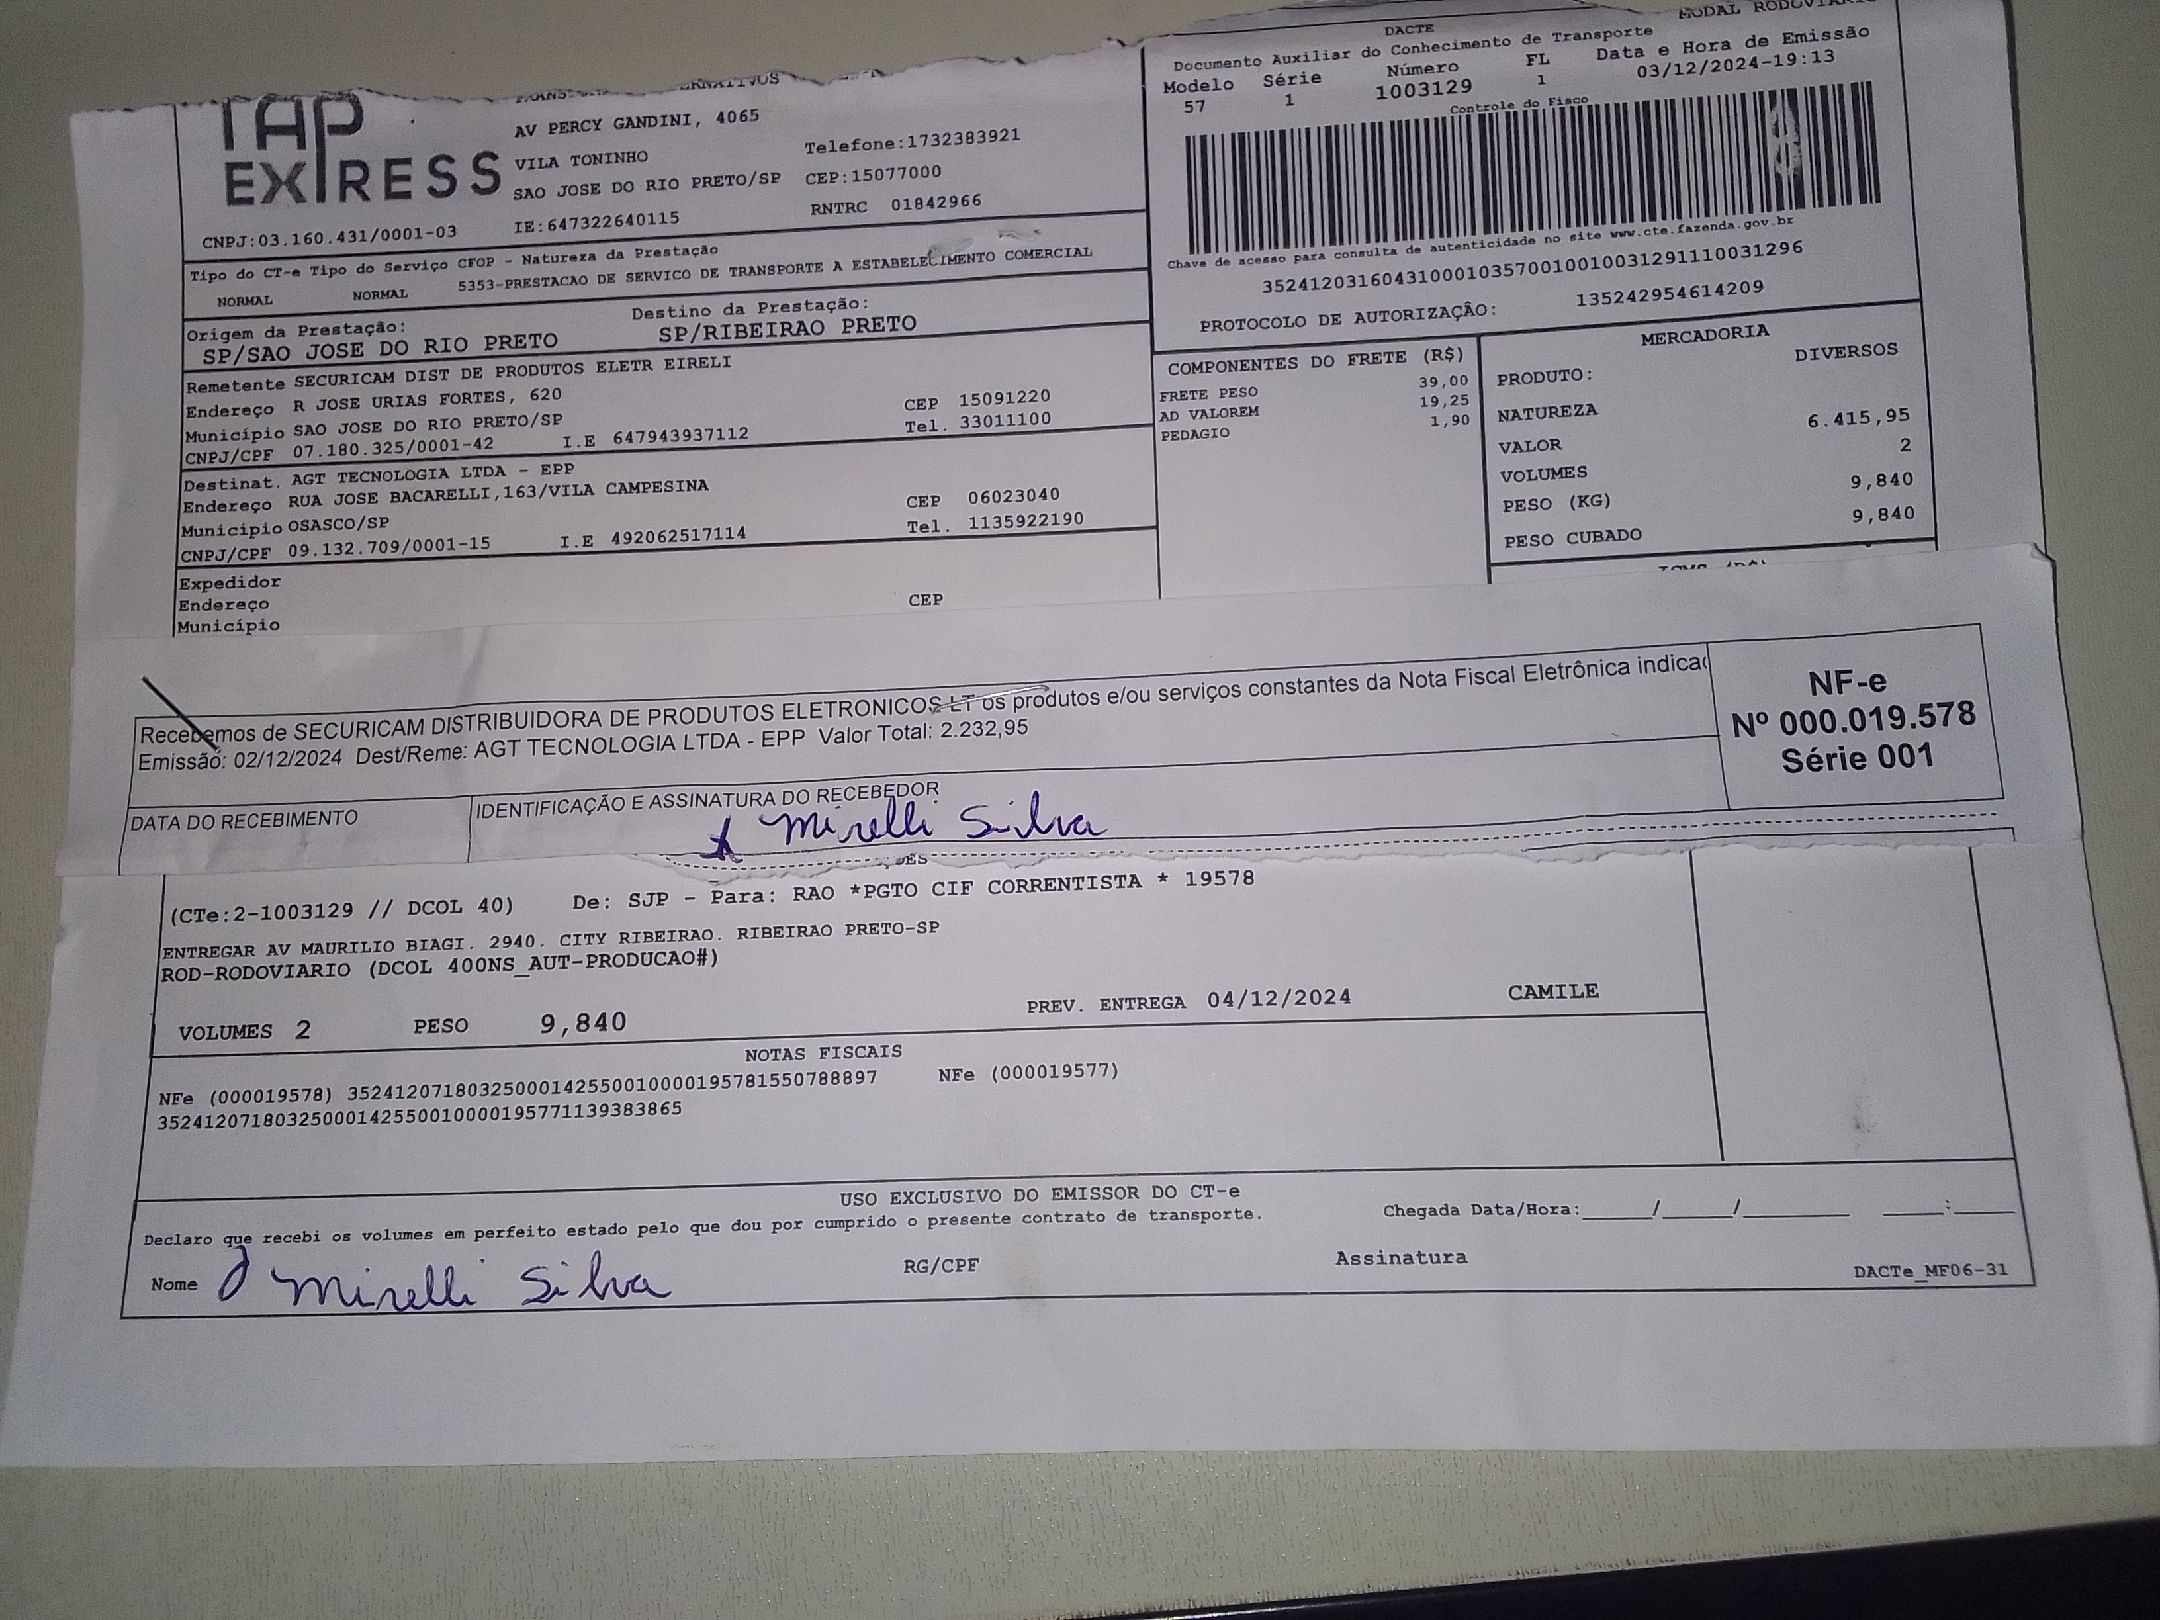 TAP
EXPRESS
AV PERCY GANDINI, 4065
VILA TONINHO
Telefone:1732383921
SAO JOSE DO RIO PRETO/SP CEP:15077000
CNPJ:03.160.431/0001-03 IE:647322640115 RNTRC 01842966
Tipo do CT-e Tipo do Serviço CFOP - Natureza da Prestação
NORMAL NORMAL 5353-PRESTACAO DE SERVICO DE TRANSPORTE A ESTABELECIMENTO COMERCIAL
Origem da Prestação: Destino da Prestação:
SP/SAO JOSE DO RIO PRETO SP/RIBEIRAO PRETO
Remetente SECURICAM DIST DE PRODUTOS ELETR EIRELI
Endereço R JOSE URIAS FORTES, 620 CEP 15091220
Município SAO JOSE DO RIO PRETO/SP Tel. 33011100
CNPJ/CPF 07.180.325/0001-42 I.E 647943937112
Destinat. AGT TECNOLOGIA LTDA - EPP
Endereço RUA JOSE BACARELLI,163/VILA CAMPESINA CEP 06023040
Município OSASCO/SP Tel. 1135922190
CNPJ/CPF 09.132.709/0001-15 I.E 492062517114
Expedidor
Endereço CEP
Município
MODAL RODOVIARIO
DACTE
Documento Auxiliar do Conhecimento de Transporte
Modelo Série Número FL Data e Hora de Emissão
57 1 1003129 1 03/12/2024-19:13
Controle do Fisco
Chave de acesso para consulta de autenticidade no site www.cte.fazenda.gov.br
35241203160431000103570010010031291110031296
PROTOCOLO DE AUTORIZAÇÂO: 135242954614209
COMPONENTES DO FRETE (R$)
FRETE PESO 39,00
AD VALOREM 19,25
PEDAGIO 1,90
MERCADORIA
PRODUTO: DIVERSOS
NATUREZA
VALOR 6.415,95
VOLUMES 2
PESO (KG) 9,840
PESO CUBADO 9,840
Recebemos de SECURICAM DISTRIBUIDORA DE PRODUTOS ELETRONICOS LT os produtos e/ou serviços constantes da Nota Fiscal Eletrônica indica
Emissão: 02/12/2024 Dest/Reme: AGT TECNOLOGIA LTDA - EPP Valor Total: 2.232,95
NF-e
Nº 000.019.578
Série 001
DATA DO RECEBIMENTO IDENTIFICAÇÃO E ASSINATURA DO RECEBEDOR
Mirelli Silva
(CTe:2-1003129 // DCOL 40) De: SJP - Para: RAO *PGTO CIF CORRENTISTA * 19578
ENTREGAR AV MAURILIO BIAGI. 2940. CITY RIBEIRAO. RIBEIRAO PRETO-SP
ROD-RODOVIARIO (DCOL 400NS_AUT-PRODUCAO#)
VOLUMES 2 PESO 9,840 PREV. ENTREGA 04/12/2024 CAMILE
NOTAS FISCAIS
NFe (000019578) 35241207180325000142550010000195781550788897 NFe (000019577)
35241207180325000142550010000195771139383865
USO EXCLUSIVO DO EMISSOR DO CT-e
Declaro que recebi os volumes em perfeito estado pelo que dou por cumprido o presente contrato de transporte. Chegada Data/Hora:_____/_____/_________ _____:_____
Nome Mirelli Silva RG/CPF Assinatura
DACTe_MF06-31